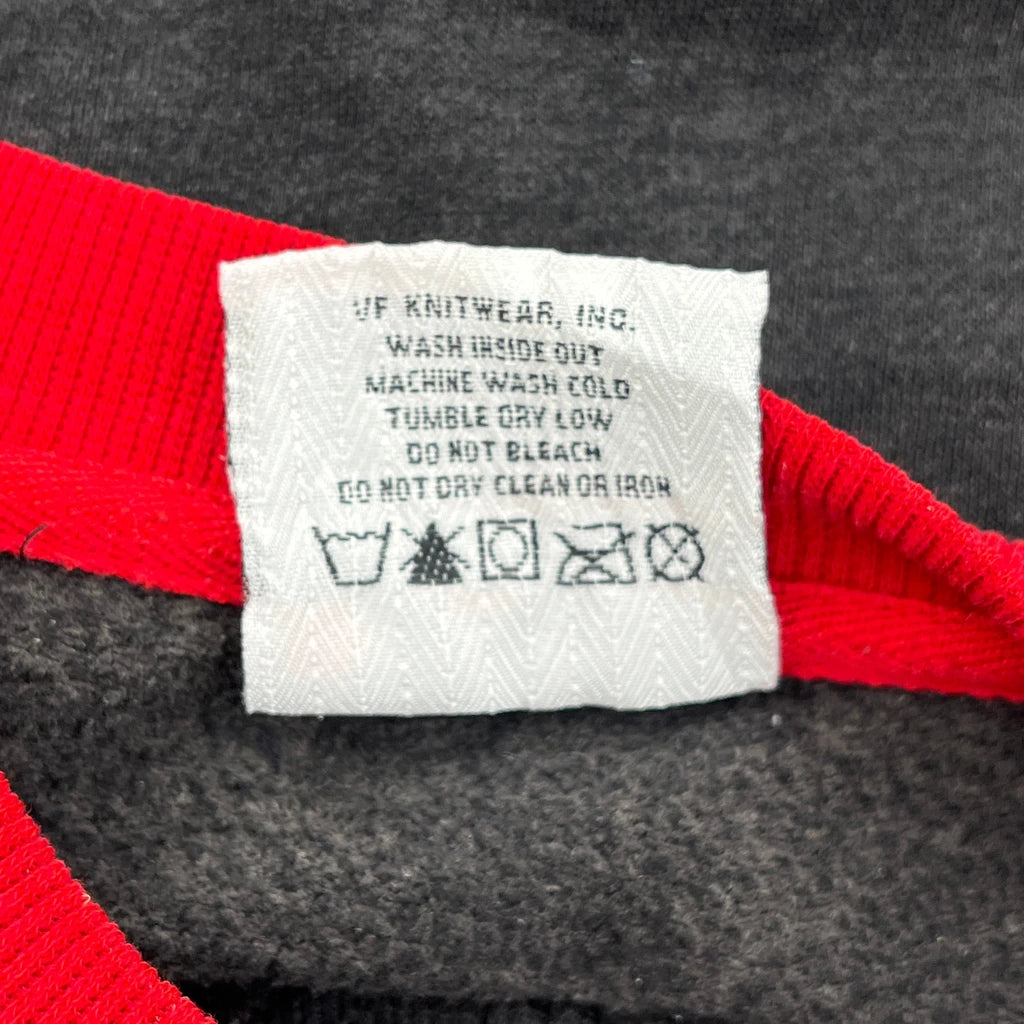 VF KNITWEAR, INC.
WASH INSIDE OUT
MACHINE WASH COLD
TUMBLE DRY LOW
DO NOT BLEACH
DO NOT DRY CLEAN OR IRON